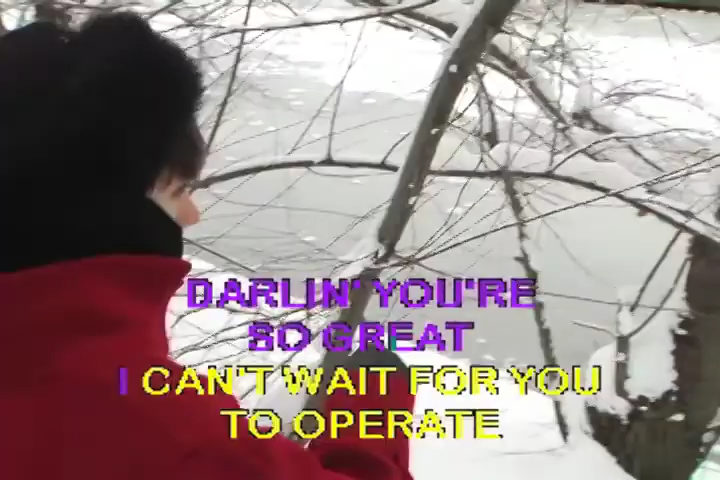 DARLIN' YOU'RE
SO GREAT
I CAN'T WAIT FOR YOU
TO OPERATE